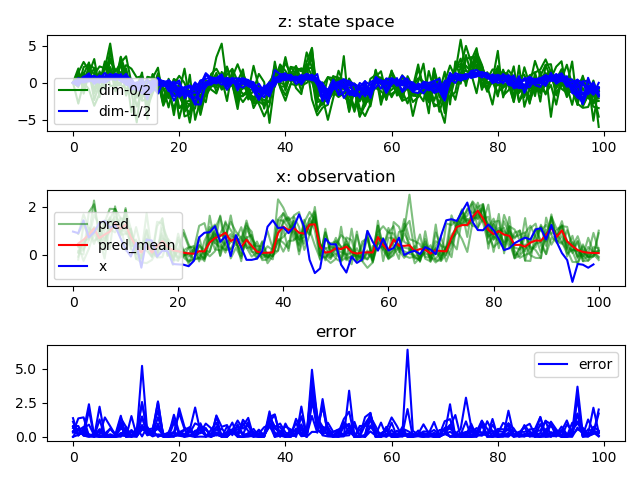 z: state space
5
0
−5
dim-0/2
dim-1/2
0 20 40 60 80 100
x: observation
2
0
pred
pred_mean
x
0 20 40 60 80 100
error
5.0
2.5
0.0
error
0 20 40 60 80 100